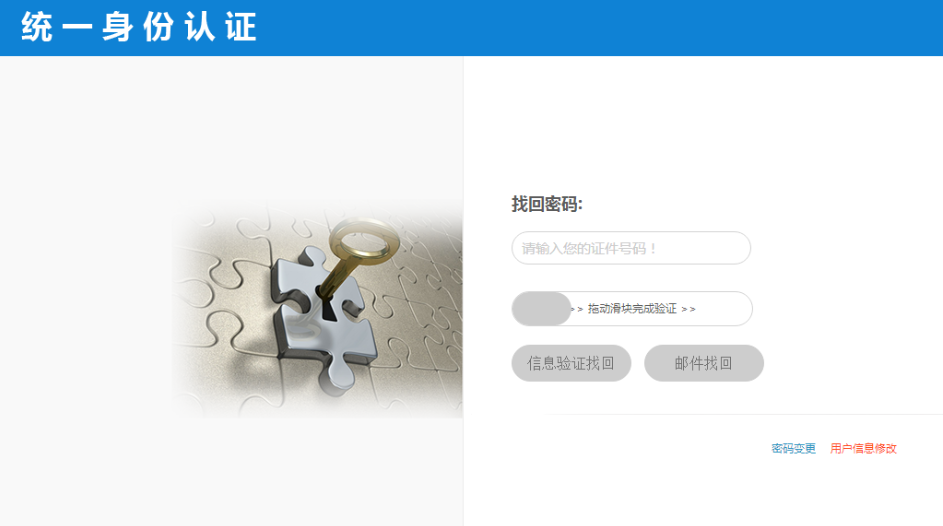 统一身份认证
找回密码:
请输入您的证件号码！
>> 拖动滑块完成验证 >>
信息验证找回 邮件找回
密码变更 用户信息修改